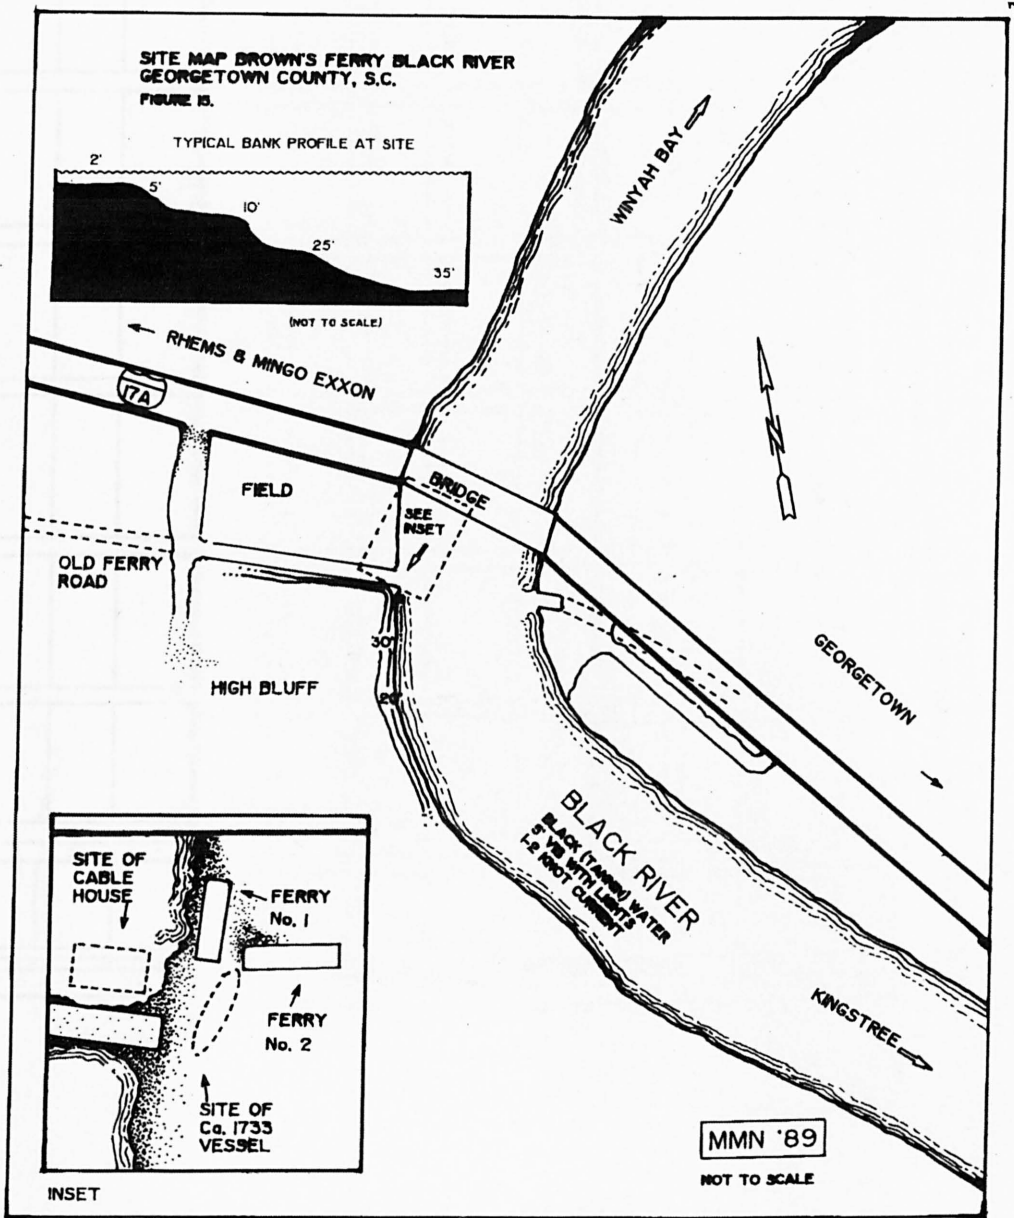 SITE MAP BROWN'S FERRY BLACK RIVER
GEORGETOWN COUNTY, S.C.
FIGURE 15.
TYPICAL BANK PROFILE AT SITE
2'
5'
10'
25'
35'
(NOT TO SCALE)
WINYAH BAY
RHEMS & MINGO EXXON
17A
N
FIELD
BRIDGE
SEE
INSET
OLD FERRY
ROAD
30'
20'
HIGH BLUFF
GEORGETOWN
BLACK RIVER
BLACK (TANNIN) WATER
5' VIS WITH LIGHTS
1-2 KNOT CURRENT
KINGSTREE
SITE OF
CABLE
HOUSE
FERRY
No. 1
FERRY
No. 2
SITE OF
Ca. 1733
VESSEL
INSET
MMN '89
NOT TO SCALE